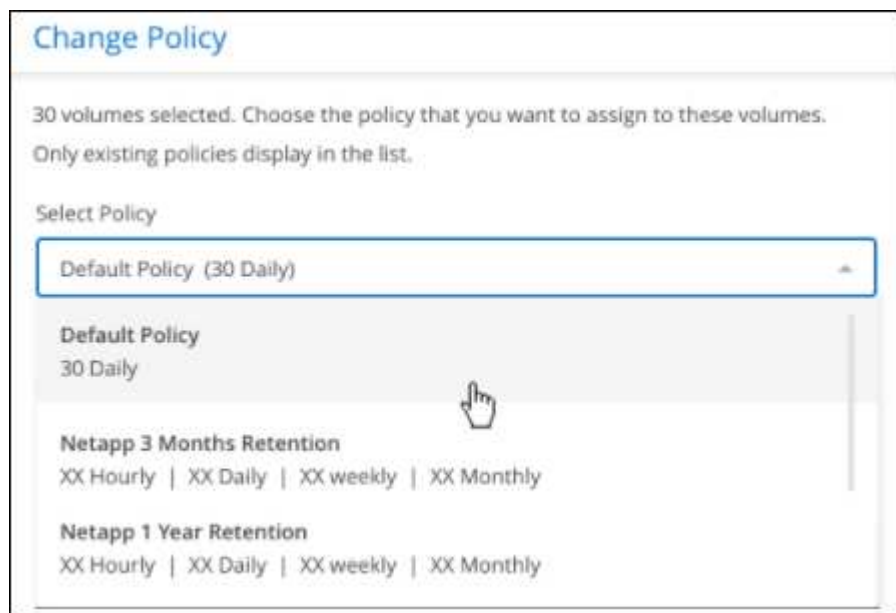 Change Policy
30 volumes selected. Choose the policy that you want to assign to these volumes.
Only existing policies display in the list.
Select Policy
Default Policy (30 Daily)
Default Policy
30 Daily
Netapp 3 Months Retention
XX Hourly | XX Daily | XX weekly | XX Monthly
Netapp 1 Year Retention
XX Hourly | XX Daily | XX weekly | XX Monthly